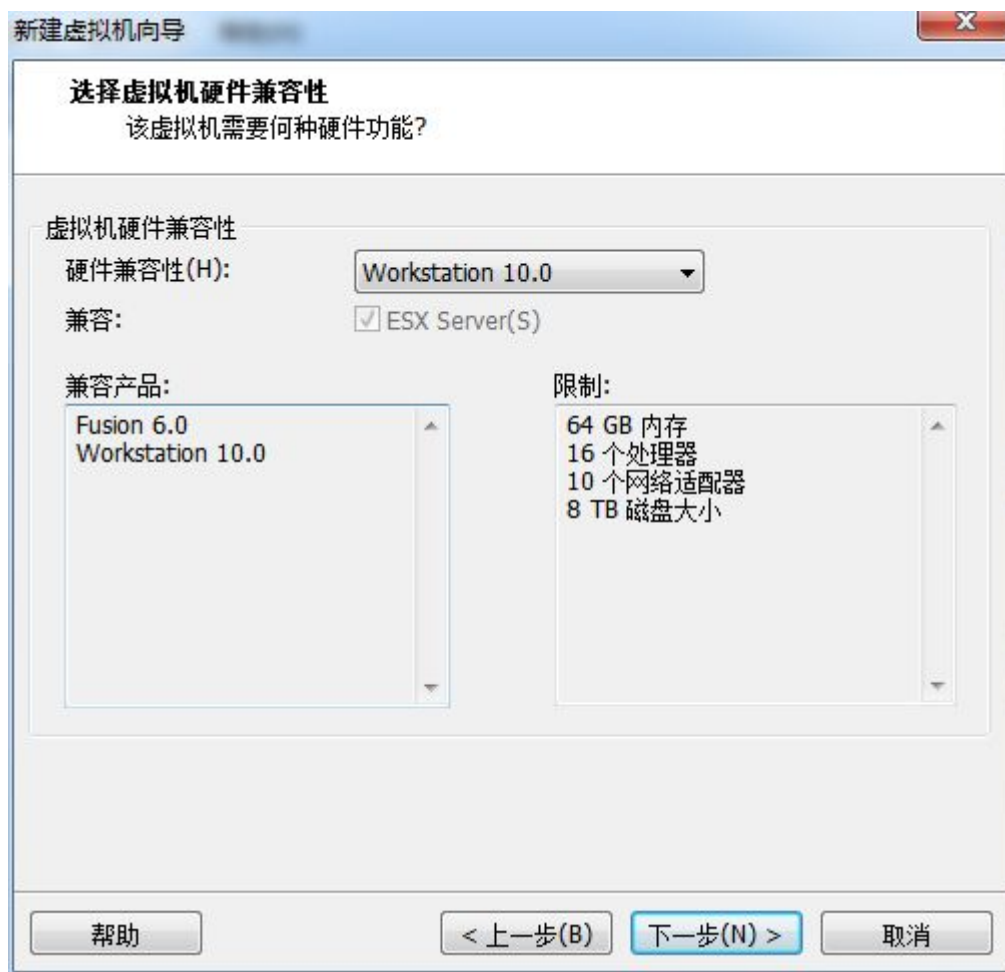 新建虚拟机向导
选择虚拟机硬件兼容性
该虚拟机需要何种硬件功能?
虚拟机硬件兼容性
硬件兼容性(H):
Workstation 10.0
兼容:
ESX Server(S)
兼容产品:
Fusion 6.0
Workstation 10.0
限制:
64 GB 内存
16 个处理器
10 个网络适配器
8 TB 磁盘大小
帮助
< 上一步(B)
下一步(N) >
取消